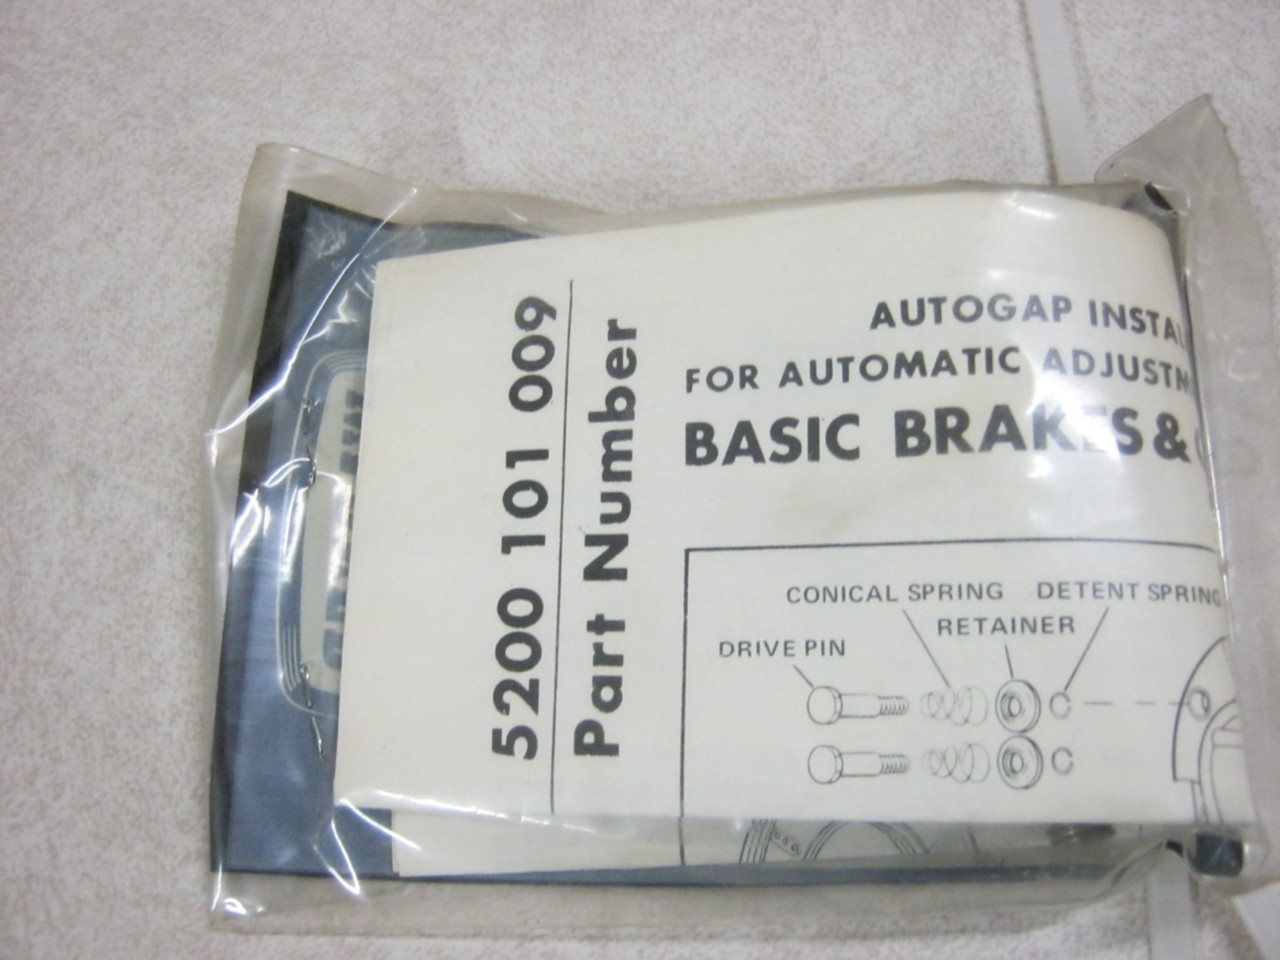 5200 101 009
Part Number
AUTOGAP INSTAL
FOR AUTOMATIC ADJUSTM
BASIC BRAKES &
CONICAL SPRING
DETENT SPRING
RETAINER
DRIVE PIN